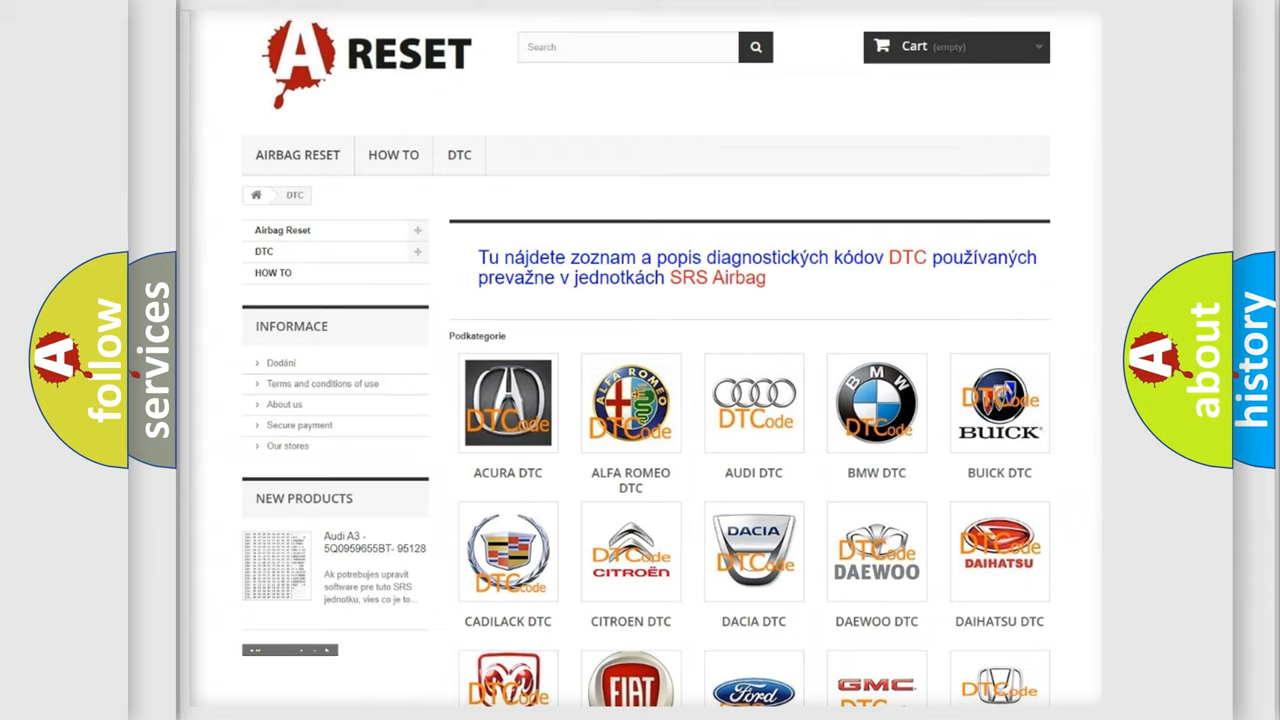 A RESET
Search
Cart (empty)
AIRBAG RESET
HOW TO
DTC
DTC
Airbag Reset
DTC
HOW TO
Tu nájdete zoznam a popis diagnostických kódov DTC používaných
prevažne v jednotkách SRS Airbag
INFORMACE
Dodání
Terms and conditions of use
About us
Secure payment
Our stores
Podkategorie
DTCode
ALFA ROMEO
DTCode
DTCode
BMW
DTCode
DTCode
BUICK
ACURA DTC
ALFA ROMEO
DTC
AUDI DTC
BMW DTC
BUICK DTC
NEW PRODUCTS
Audi A3 -
5Q0959655BT- 95128
Ak potrebujes upravit
software pre tuto SRS
jednotku, vies co je to...
DTCode
DTCode
CITROËN
DACIA
DTCode
DTCode
DAEWOO
DTCode
DAIHATSU
CADILACK DTC
CITROEN DTC
DACIA DTC
DAEWOO DTC
DAIHATSU DTC
DTCode
FIAT
Ford
GMC
DTCode
A follow
services
A about
history